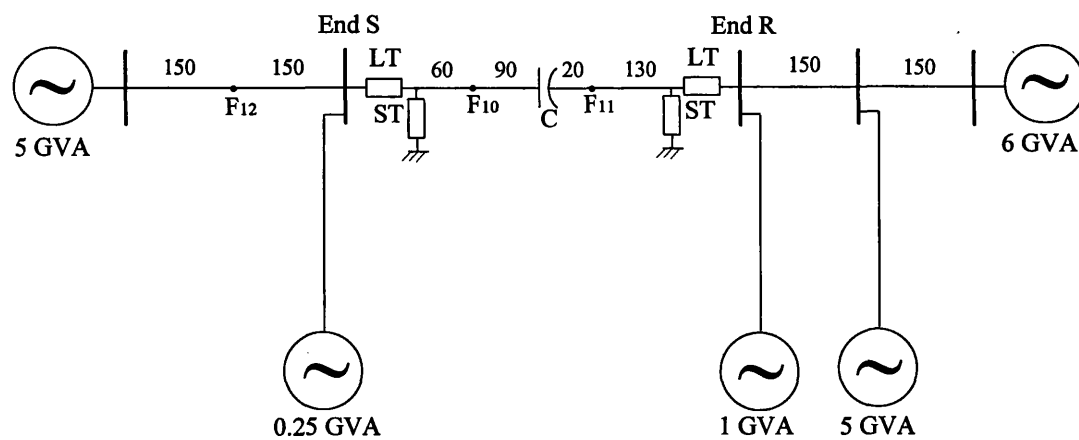 End S
End R
LT
LT
150
150
60
90
20
130
150
150
F12
ST
F10
C
F11
ST
5 GVA
6 GVA
0.25 GVA
1 GVA
5 GVA